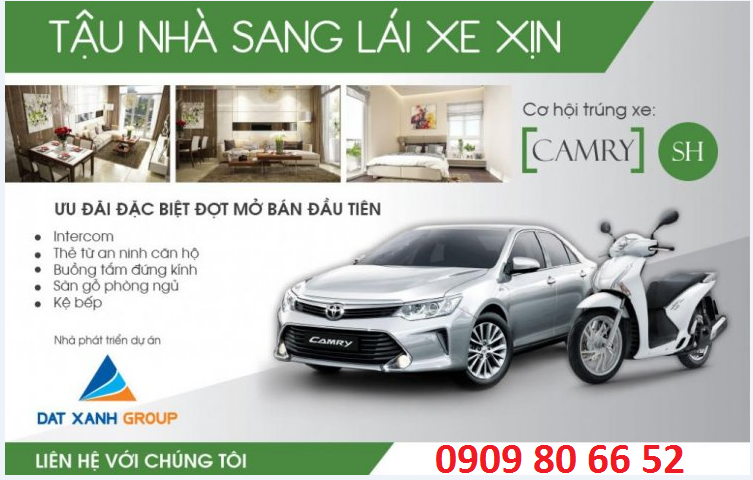 TẬU NHÀ SANG LÁI XE XỊN
Cơ hội trúng xe:
[CAMRY] SH
ƯU ĐÃI ĐẶC BIỆT ĐỢT MỞ BÁN ĐẦU TIÊN
• Intercom
• Thẻ từ an ninh căn hộ
• Buồng tắm đứng kính
• Sàn gỗ phòng ngủ
• Kệ bếp
CAMRY
Nhà phát triển dự án
DAT XANH GROUP
LIÊN HỆ VỚI CHÚNG TÔI
0909 80 66 52